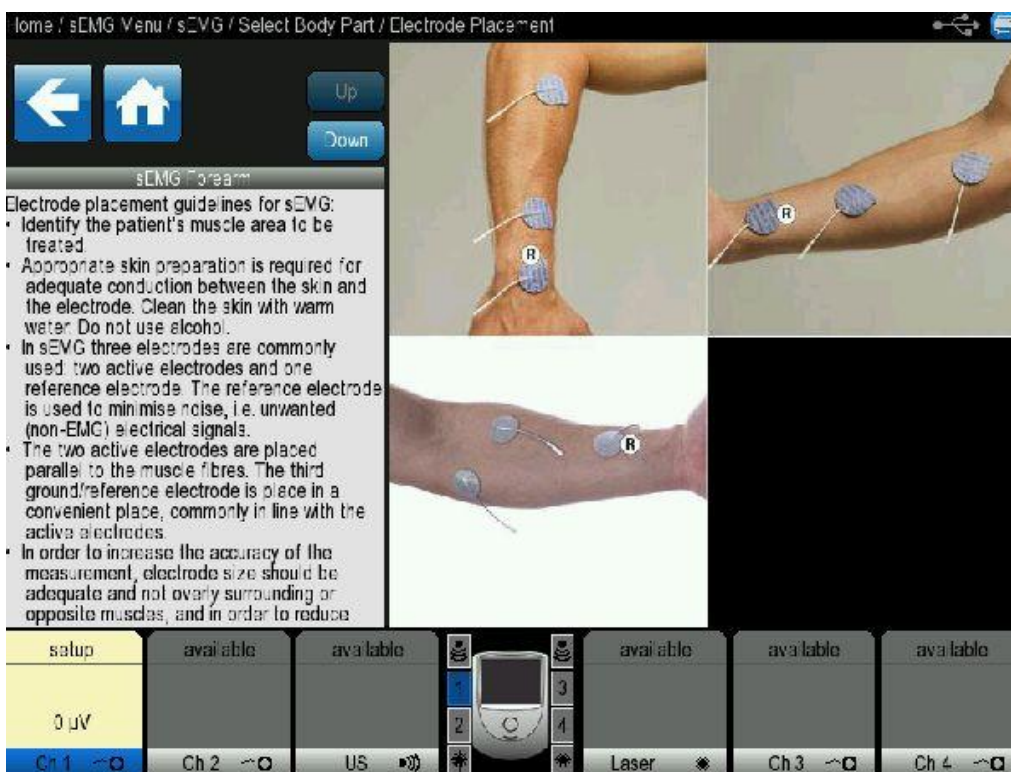 Home / sEMG Menu / sEMG / Select Body Part / Electrode Placement
Up
Down
sEMG Forearm
Electrode placement guidelines for sEMG:
• Identify the patient's muscle area to be
treated.
• Appropriate skin preparation is required for
adequate conduction between the skin and
the electrode. Clean the skin with warm
water. Do not use alcohol.
• In sEMG three electrodes are commonly
used: two active electrodes and one
reference electrode. The reference electrode
is used to minimise noise, i.e. unwanted
(non-EMG) electrical signals.
• The two active electrodes are placed
parallel to the muscle fibres. The third
ground/reference electrode is place in a
convenient place, commonly in line with the
active electrodes.
• In order to increase the accuracy of the
measurement, electrode size should be
adequate and not overly surrounding or
opposite muscles, and in order to reduce
R
R
R
setup
available
available
available
available
available
0 µV
1
2
3
4
Ch 1
Ch 2
US
Laser
Ch 3
Ch 4